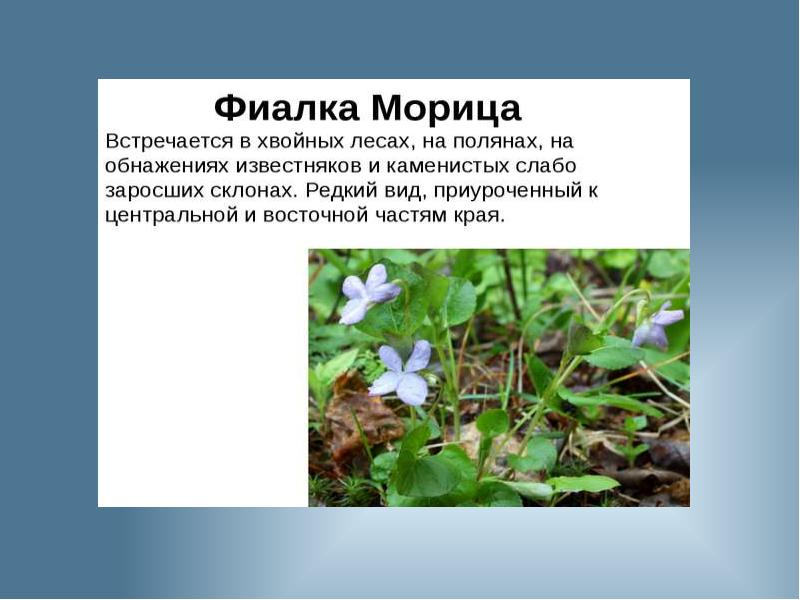 Фиалка Морица
Встречается в хвойных лесах, на полянах, на
обнажениях известняков и каменистых слабо
заросших склонах. Редкий вид, приуроченный к
центральной и восточной частям края.